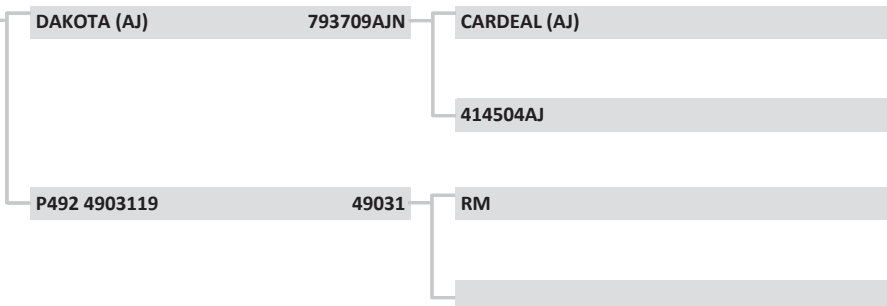 DAKOTA (AJ) 793709AJN
CARDEAL (AJ)
414504AJ
P492 4903119 49031
RM